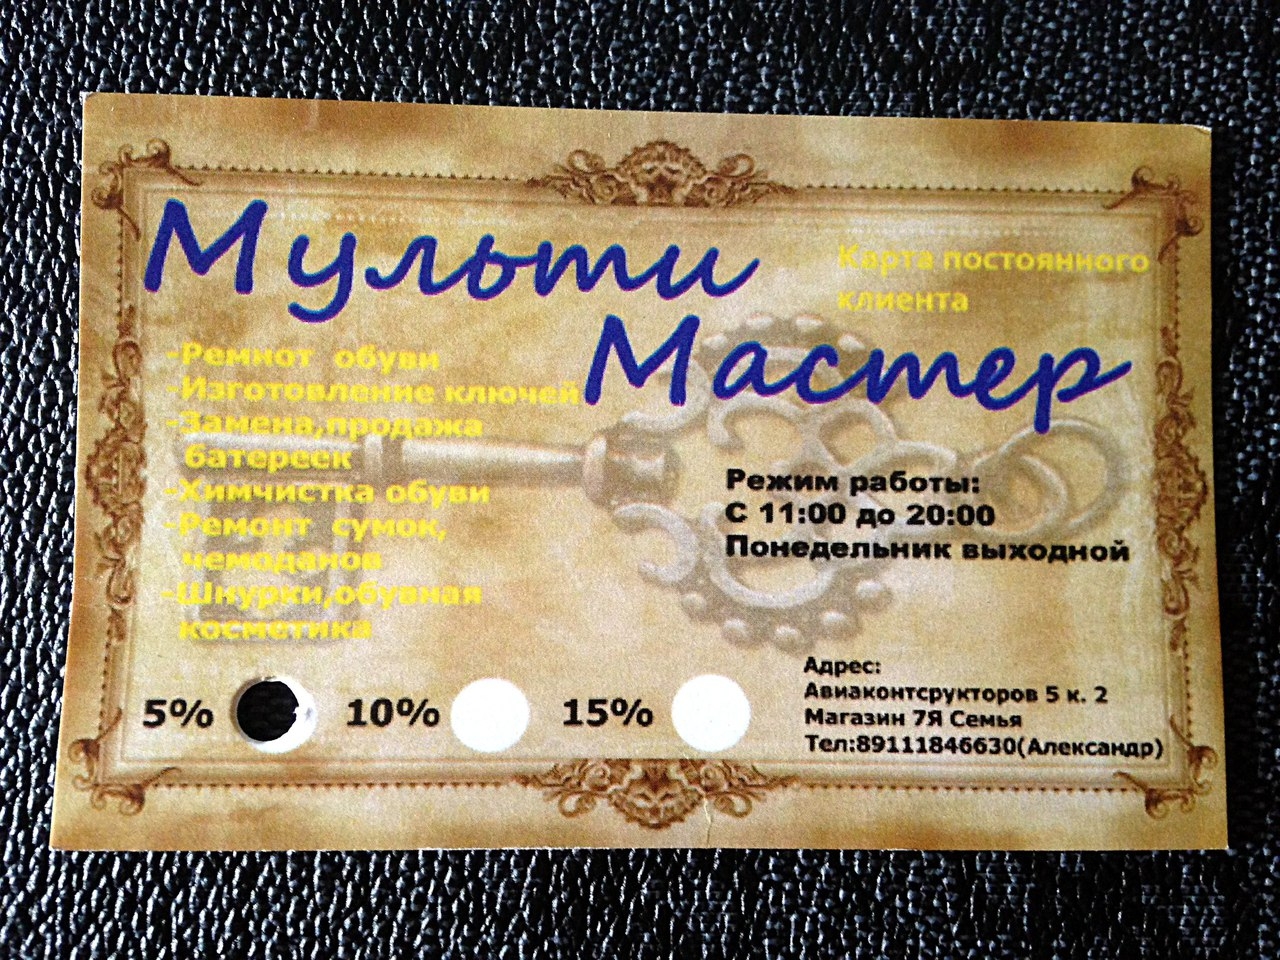 Мульти
Мастер
Карта постоянного
клиента
-Ремнот обуви
-Изготовление ключей
-Замена,продажа
батереек
-Химчистка обуви
-Ремонт сумок,
чемоданов
-Шнурки,обувная
косметика
Режим работы:
С 11:00 до 20:00
Понедельник выходной
5% 10% 15%
Адрес:
Авиаконтсрукторов 5 к. 2
Магазин 7Я Семья
Тел:89111846630(Александр)